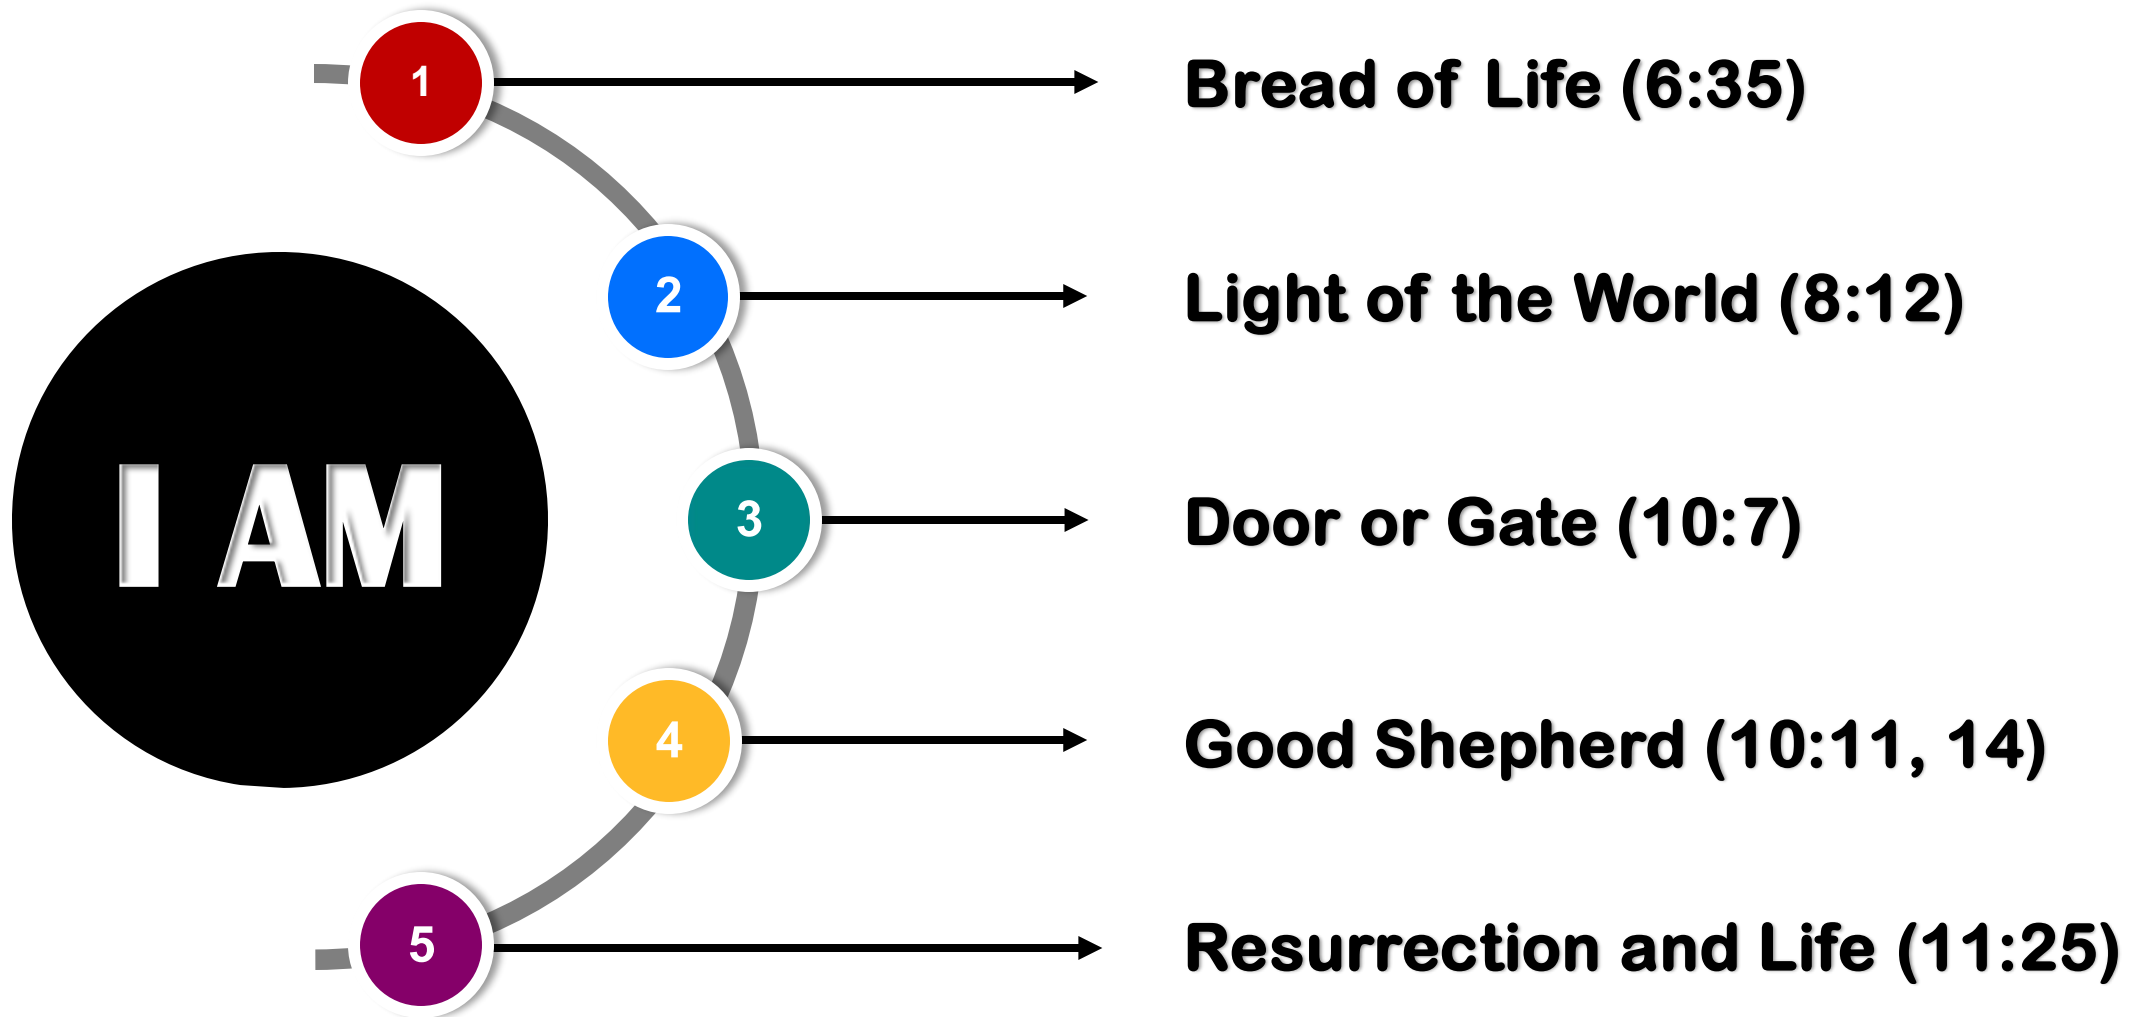 I AM
1
Bread of Life (6:35)
2
Light of the World (8:12)
3
Door or Gate (10:7)
4
Good Shepherd (10:11, 14)
5
Resurrection and Life (11:25)